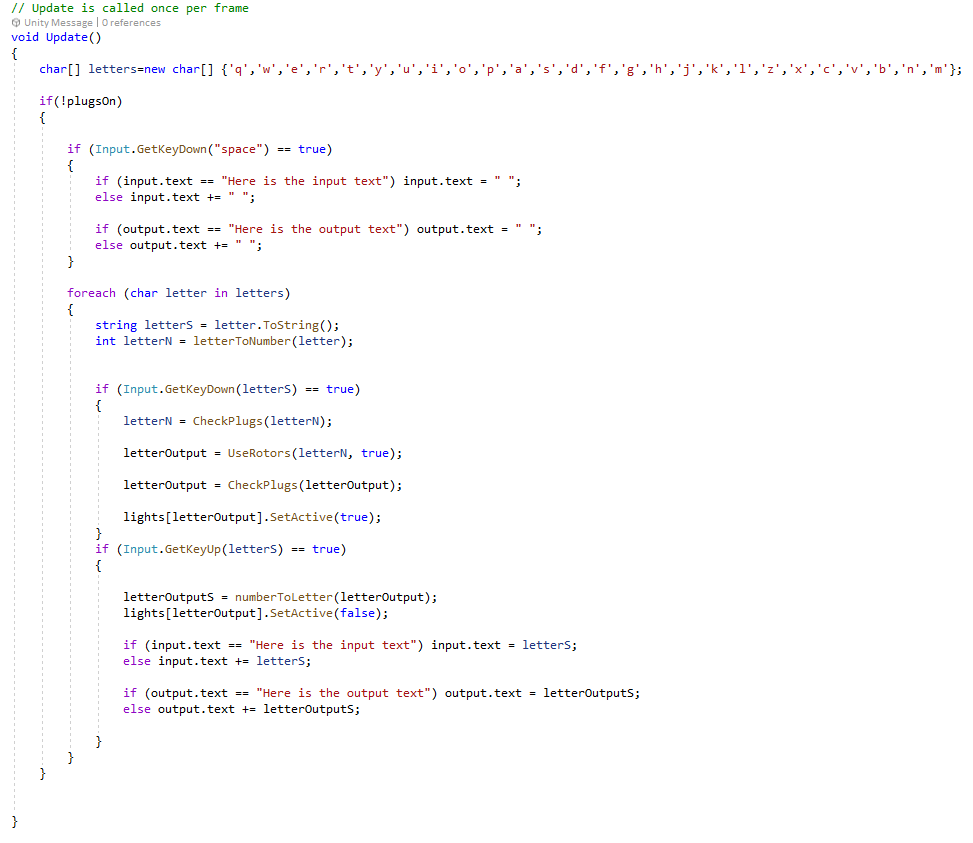 // Update is called once per frame
Unity Message | 0 references
void Update()
{
char[] letters=new char[] {'q','w','e','r','t','y','u','i','o','p','a','s','d','f','g','h','j','k','l','z','x','c','v','b','n','m'};
if(!plugsOn)
{
if (Input.GetKeyDown("space") == true)
{
if (input.text == "Here is the input text") input.text = " ";
else input.text += " ";
if (output.text == "Here is the output text") output.text = " ";
else output.text += " ";
}
foreach (char letter in letters)
{
string letterS = letter.ToString();
int letterN = letterToNumber(letter);
if (Input.GetKeyDown(letterS) == true)
{
letterN = CheckPlugs(letterN);
letterOutput = UseRotors(letterN, true);
letterOutput = CheckPlugs(letterOutput);
lights[letterOutput].SetActive(true);
}
if (Input.GetKeyUp(letterS) == true)
{
letterOutputS = numberToLetter(letterOutput);
lights[letterOutput].SetActive(false);
if (input.text == "Here is the input text") input.text = letterS;
else input.text += letterS;
if (output.text == "Here is the output text") output.text = letterOutputS;
else output.text += letterOutputS;
}
}
}
}